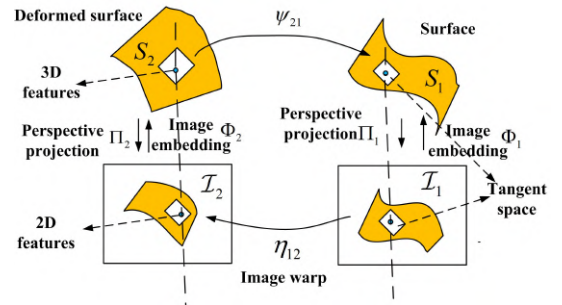 Deformed surface
ψ₂₁
Surface
S₂
S₁
3D
features
Perspective
projection Π₂
Image
embedding Φ₂
Perspective
projection Π₁
Image
embedding Φ₁
I₂
I₁
Tangent
space
2D
features
η₁₂
Image warp